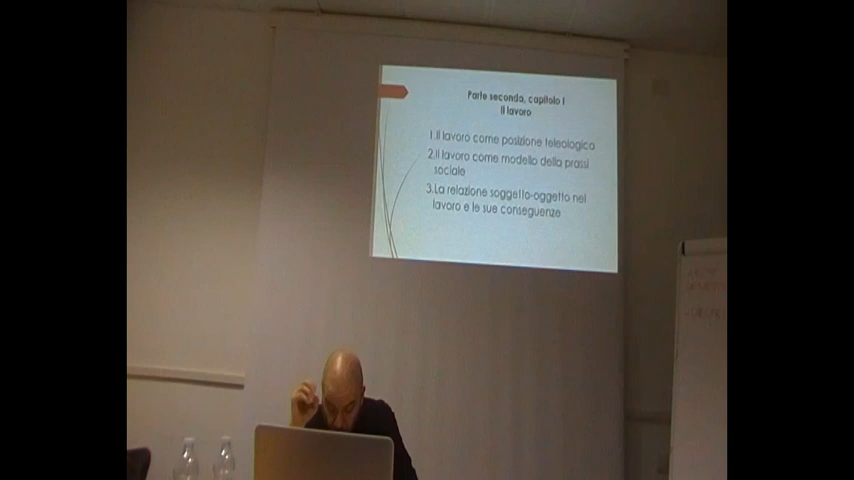 Parte seconda, capitolo I
Il lavoro
1.Il lavoro come posizione teleologica
2.Il lavoro come modello della prassi
sociale
3.La relazione soggetto-oggetto nel
lavoro e le sue conseguenze